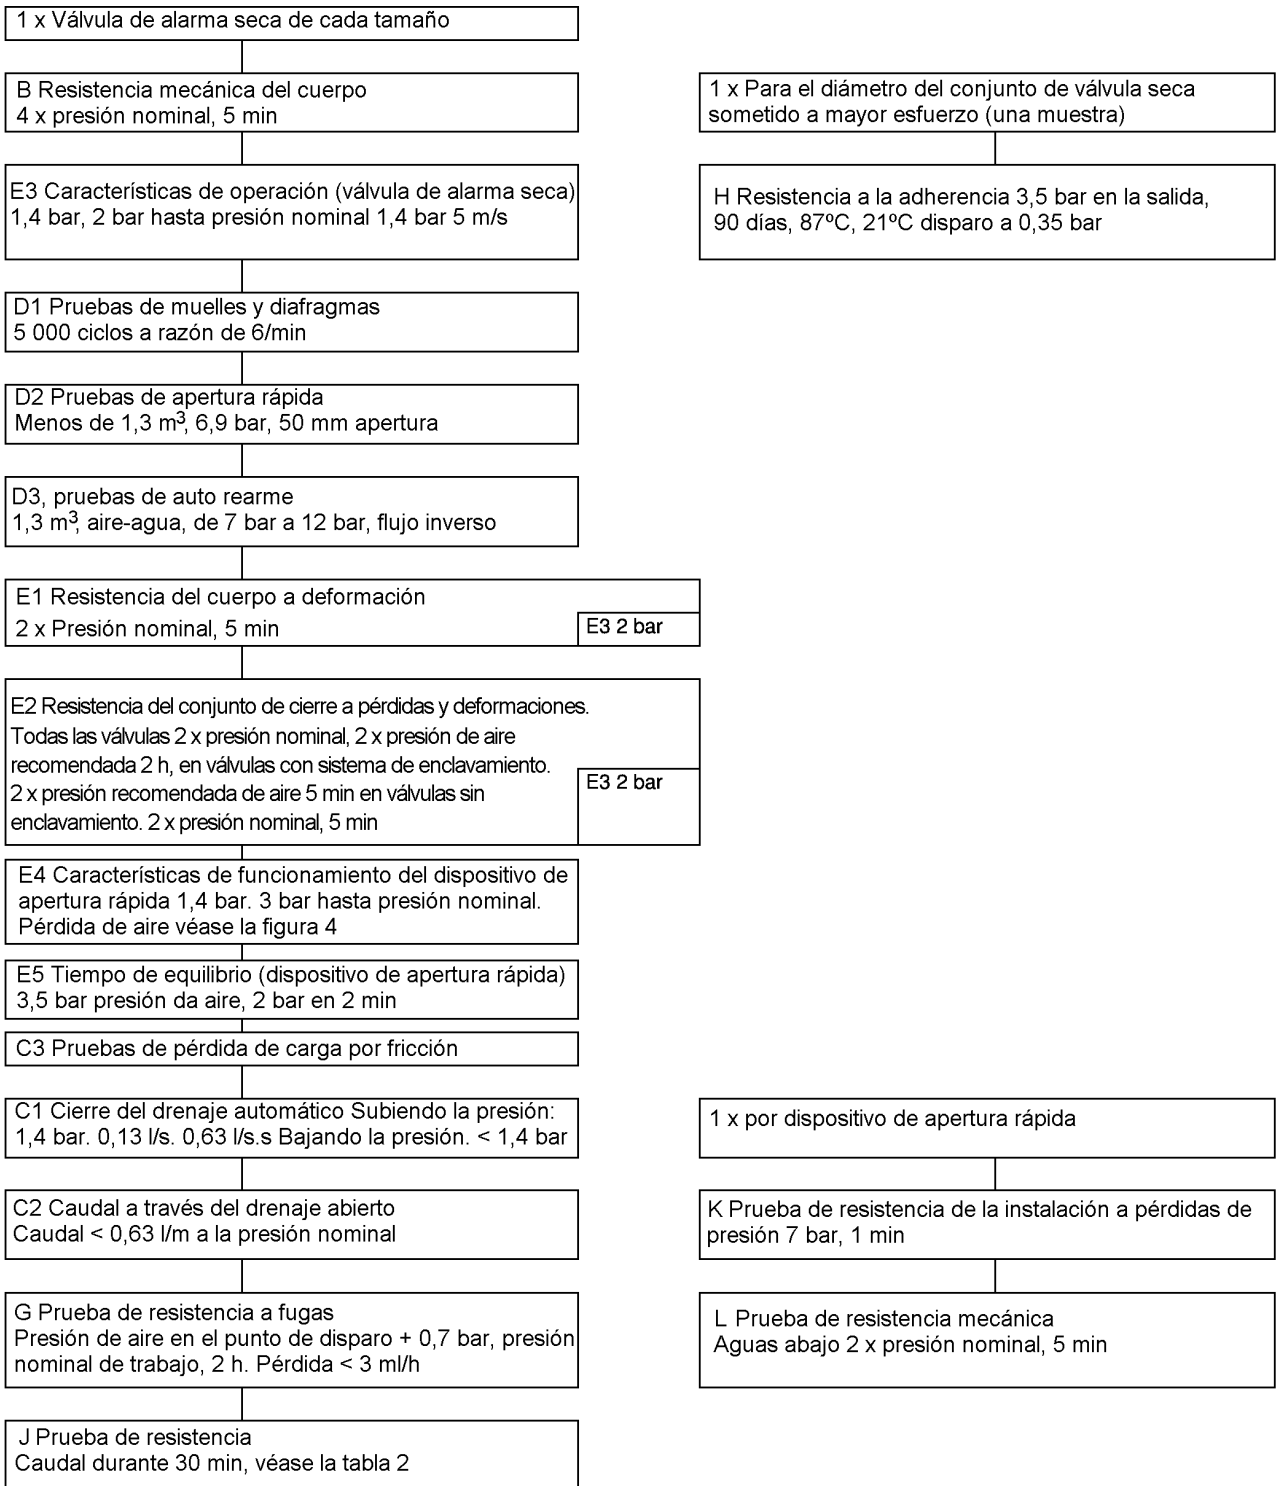 1 x Válvula de alarma seca de cada tamaño
B Resistencia mecánica del cuerpo
4 x presión nominal, 5 min
E3 Características de operación (válvula de alarma seca)
1,4 bar, 2 bar hasta presión nominal 1,4 bar 5 m/s
D1 Pruebas de muelles y diafragmas
5 000 ciclos a razón de 6/min
D2 Pruebas de apertura rápida
Menos de 1,3 m³, 6,9 bar, 50 mm apertura
D3, pruebas de auto rearme
1,3 m³, aire-agua, de 7 bar a 12 bar, flujo inverso
E1 Resistencia del cuerpo a deformación
2 x Presión nominal, 5 min
E3 2 bar
E2 Resistencia del conjunto de cierre a pérdidas y deformaciones.
Todas las válvulas 2 x presión nominal, 2 x presión de aire
recomendada 2 h, en válvulas con sistema de enclavamiento.
2 x presión recomendada de aire 5 min en válvulas sin
enclavamiento. 2 x presión nominal, 5 min
E3 2 bar
E4 Características de funcionamiento del dispositivo de
apertura rápida 1,4 bar. 3 bar hasta presión nominal.
Pérdida de aire véase la figura 4
E5 Tiempo de equilibrio (dispositivo de apertura rápida)
3,5 bar presión da aire, 2 bar en 2 min
C3 Pruebas de pérdida de carga por fricción
C1 Cierre del drenaje automático Subiendo la presión:
1,4 bar. 0,13 l/s. 0,63 l/s.s Bajando la presión. < 1,4 bar
C2 Caudal a través del drenaje abierto
Caudal < 0,63 l/m a la presión nominal
G Prueba de resistencia a fugas
Presión de aire en el punto de disparo + 0,7 bar, presión
nominal de trabajo, 2 h. Pérdida < 3 ml/h
J Prueba de resistencia
Caudal durante 30 min, véase la tabla 2
1 x Para el diámetro del conjunto de válvula seca
sometido a mayor esfuerzo (una muestra)
H Resistencia a la adherencia 3,5 bar en la salida,
90 días, 87ºC, 21ºC disparo a 0,35 bar
1 x por dispositivo de apertura rápida
K Prueba de resistencia de la instalación a pérdidas de
presión 7 bar, 1 min
L Prueba de resistencia mecánica
Aguas abajo 2 x presión nominal, 5 min